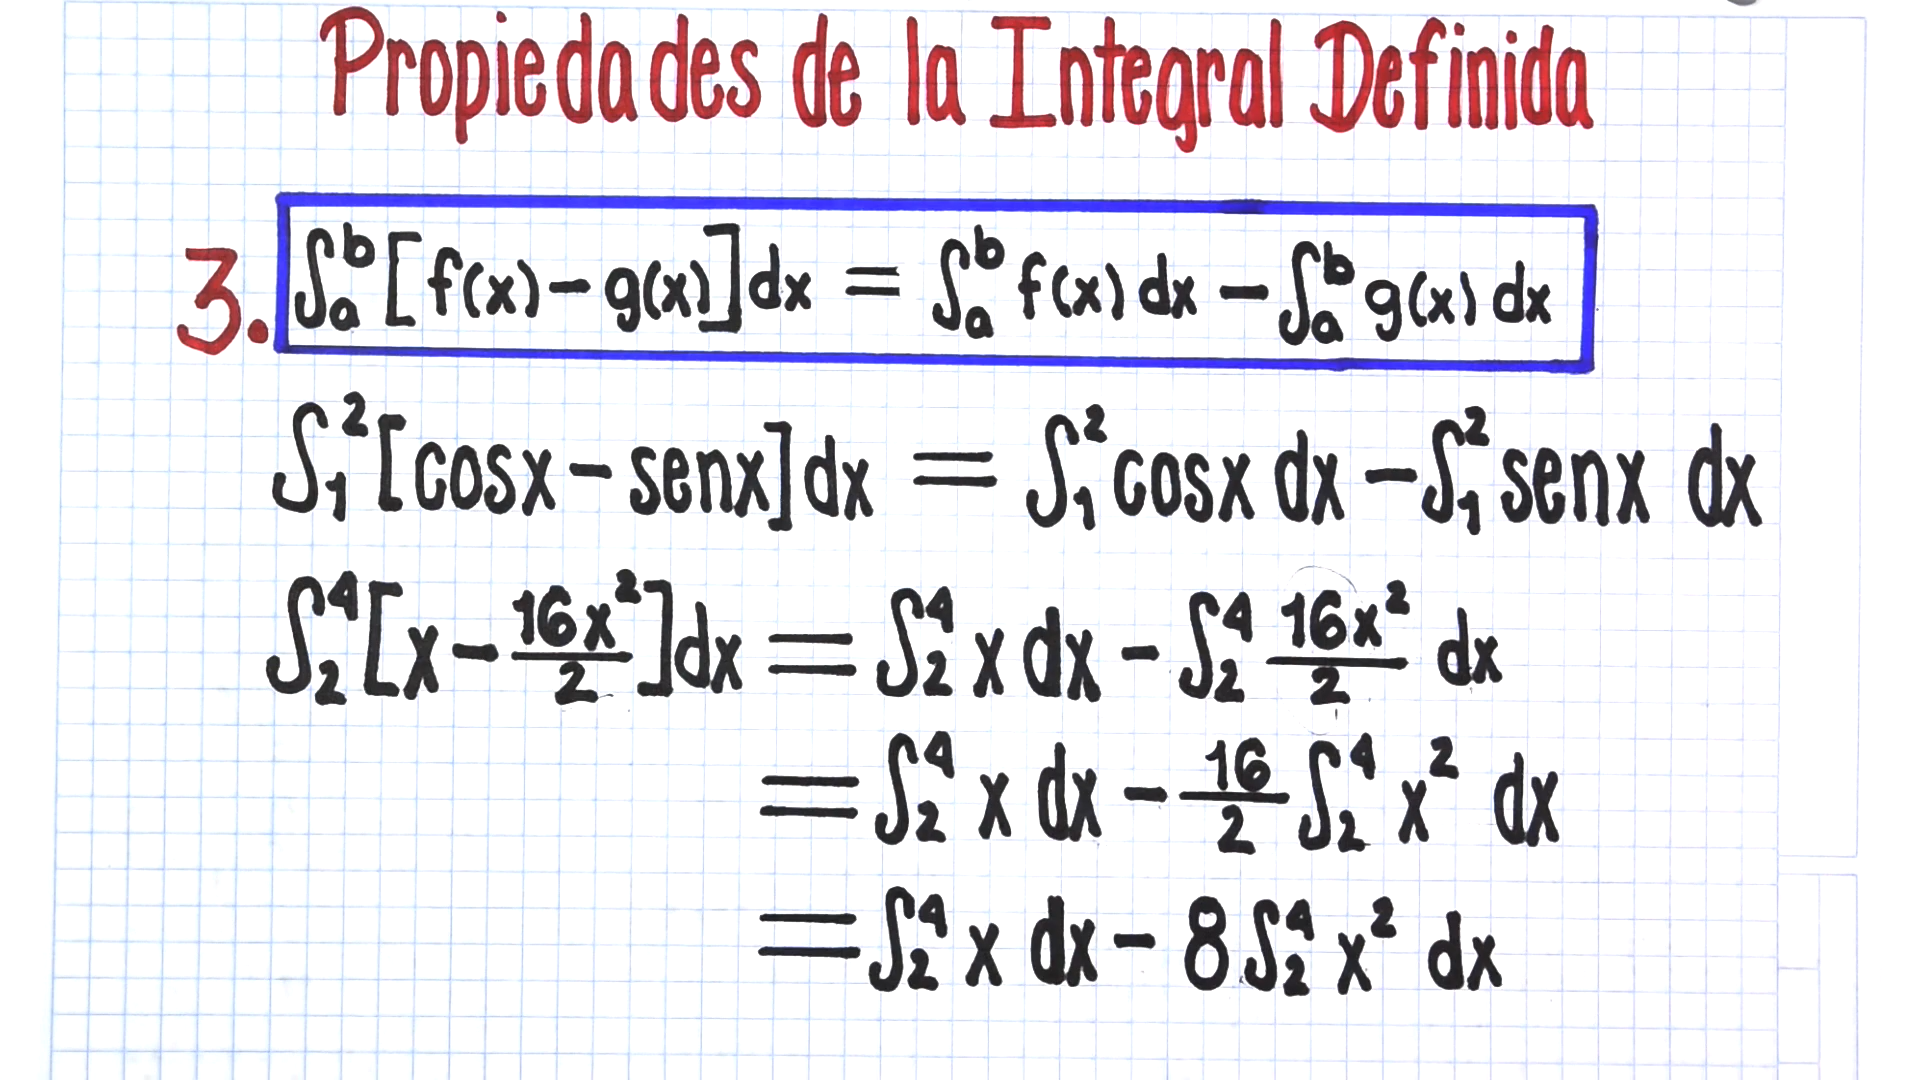 Propiedades de la Integral Definida
3. ∫ₐᵇ [f(x) − g(x)] dx = ∫ₐᵇ f(x) dx − ∫ₐᵇ g(x) dx
∫₁² [cosx − senx] dx = ∫₁² cosx dx − ∫₁² senx dx
∫₂⁴ [x − 16x²/2] dx = ∫₂⁴ x dx − ∫₂⁴ 16x²/2 dx
= ∫₂⁴ x dx − 16/2 ∫₂⁴ x² dx
= ∫₂⁴ x dx − 8 ∫₂⁴ x² dx